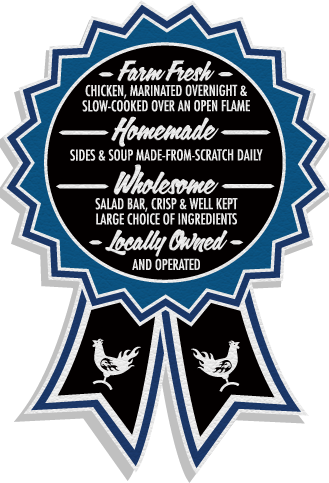 Farm Fresh
CHICKEN, MARINATED OVERNIGHT &
SLOW-COOKED OVER AN OPEN FLAME
Homemade
SIDES & SOUP MADE-FROM-SCRATCH DAILY
Wholesome
SALAD BAR, CRISP & WELL KEPT
LARGE CHOICE OF INGREDIENTS
Locally Owned
AND OPERATED